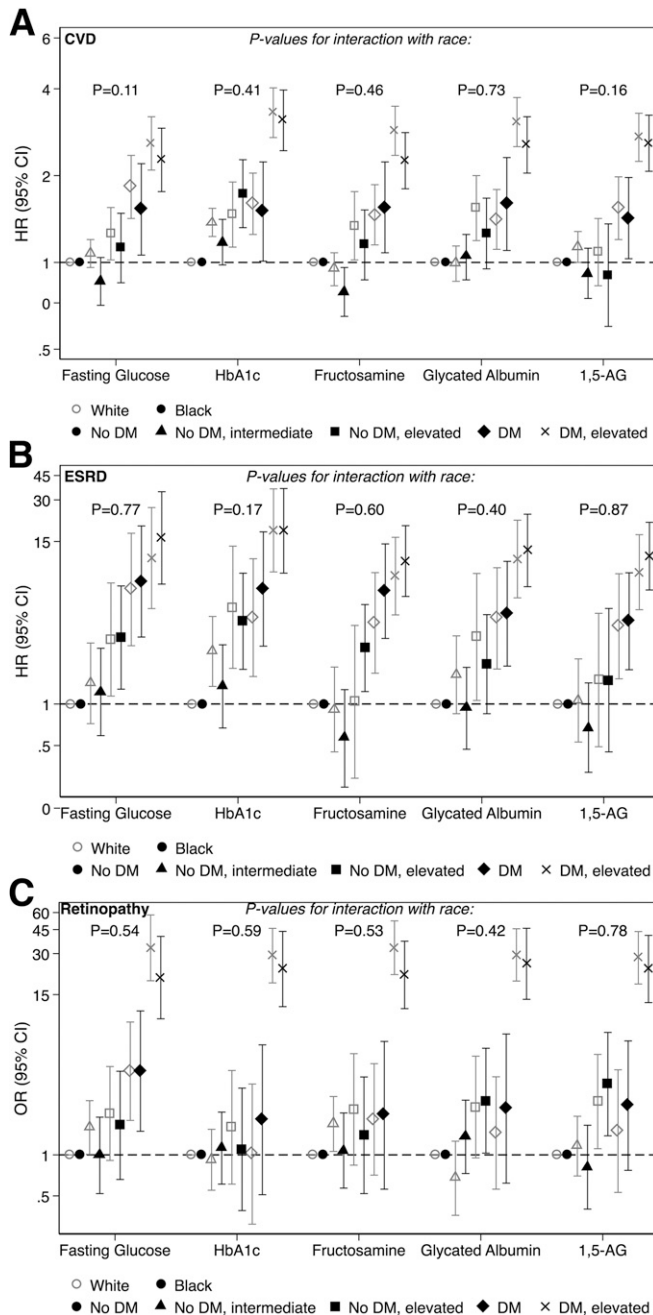 A
CVD P-values for interaction with race:
6
4
2
1
0
.5
HR (95% CI)
P=0.11 P=0.41 P=0.46 P=0.73 P=0.16
Fasting Glucose HbA1c Fructosamine Glycated Albumin 1,5-AG
White Black
No DM No DM, intermediate No DM, elevated DM DM, elevated
B
ESRD P-values for interaction with race:
45
30
15
1
.5
0
HR (95% CI)
P=0.77 P=0.17 P=0.60 P=0.40 P=0.87
Fasting Glucose HbA1c Fructosamine Glycated Albumin 1,5-AG
White Black
No DM No DM, intermediate No DM, elevated DM DM, elevated
C
Retinopathy P-values for interaction with race:
60
45
30
15
1
.5
OR (95% CI)
P=0.54 P=0.59 P=0.53 P=0.42 P=0.78
Fasting Glucose HbA1c Fructosamine Glycated Albumin 1,5-AG
White Black
No DM No DM, intermediate No DM, elevated DM DM, elevated